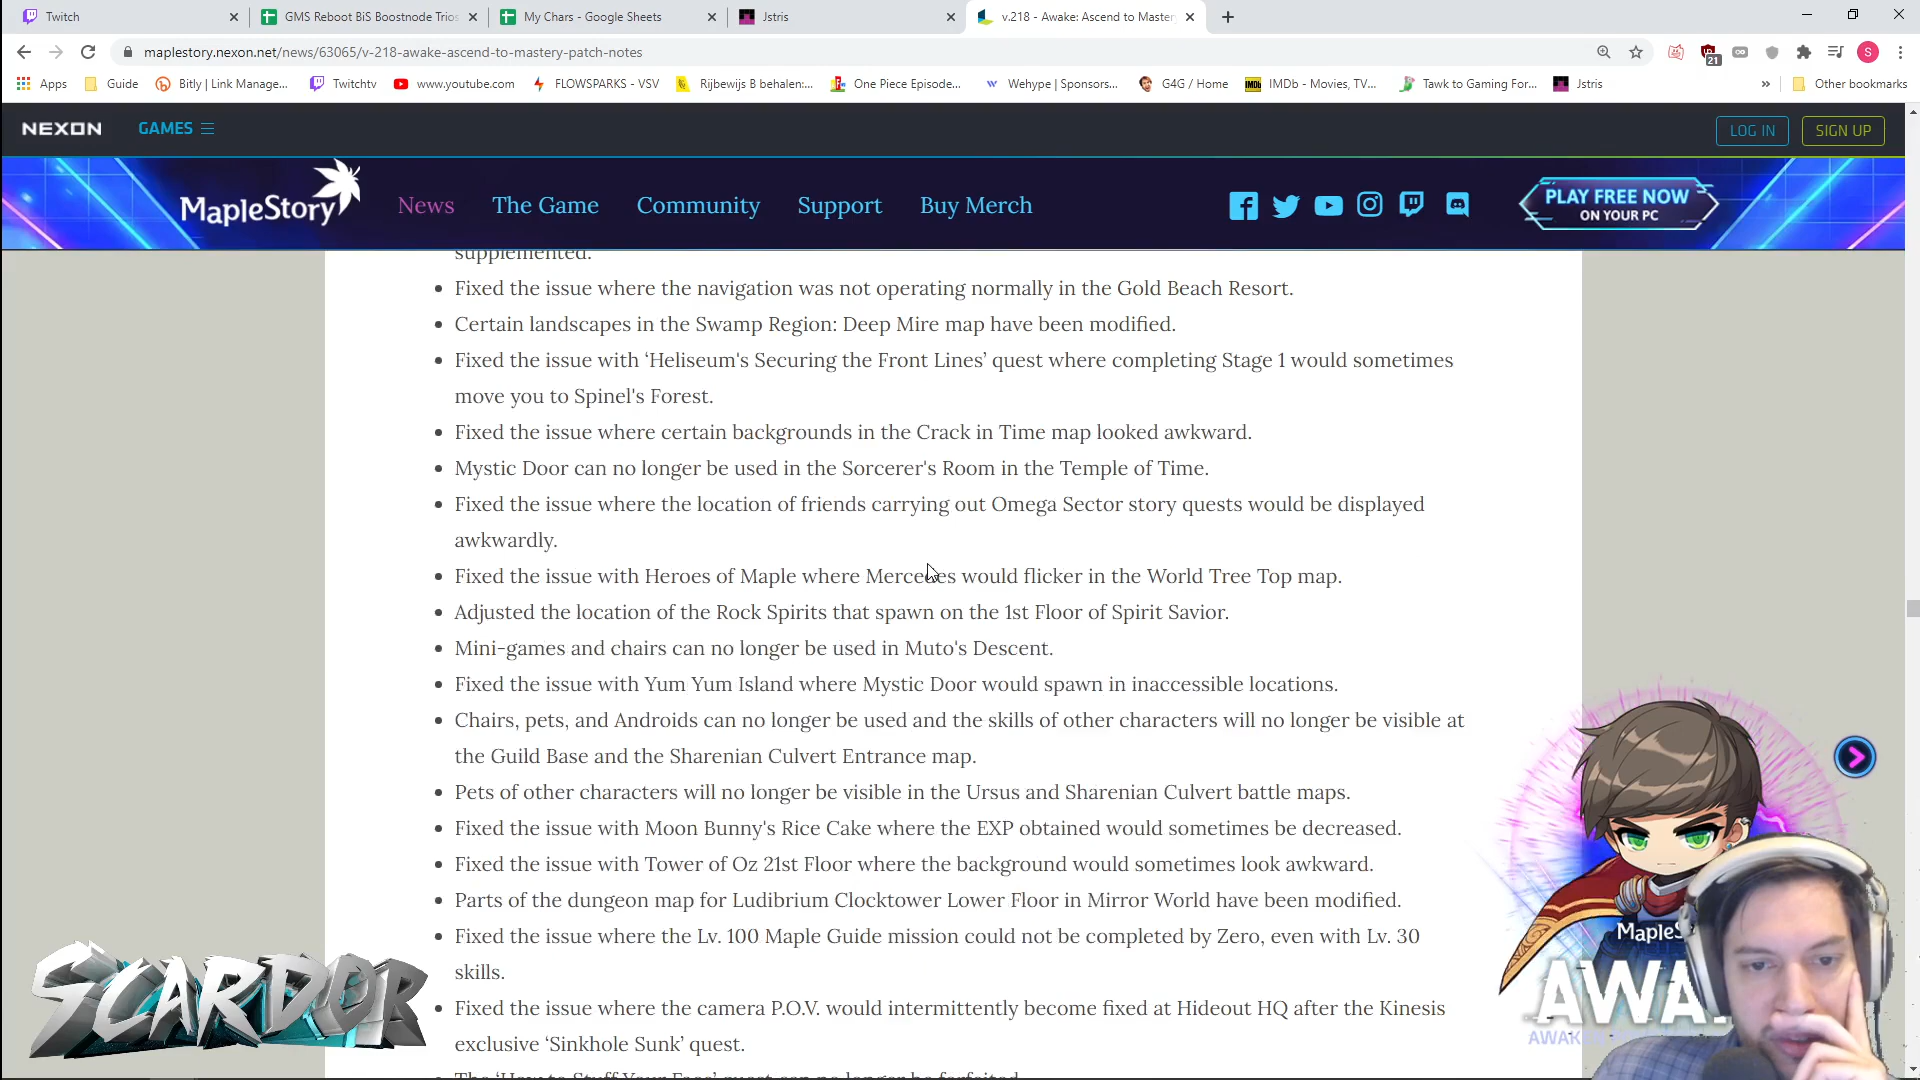 Twitch
GMS Reboot BiS Boostnode Trios
My Chars - Google Sheets
Jstris
v.218 - Awake: Ascend to Master
maplestory.nexon.net/news/63065/v-218-awake-ascend-to-mastery-patch-notes
21
S
Apps
Guide
Bitly | Link Manage...
Twitchtv
www.youtube.com
FLOWSPARKS - VSV
Rijbewijs B behalen:...
One Piece Episode...
Wehype | Sponsors...
G4G / Home
IMDb - Movies, TV...
Tawk to Gaming For...
Jstris
»
Other bookmarks
NEXON
GAMES
LOG IN
SIGN UP
MapleStory
News
The Game
Community
Support
Buy Merch
PLAY FREE NOW
ON YOUR PC
supplemented.
Fixed the issue where the navigation was not operating normally in the Gold Beach Resort.
Certain landscapes in the Swamp Region: Deep Mire map have been modified.
Fixed the issue with ‘Heliseum's Securing the Front Lines’ quest where completing Stage 1 would sometimes
move you to Spinel's Forest.
Fixed the issue where certain backgrounds in the Crack in Time map looked awkward.
Mystic Door can no longer be used in the Sorcerer's Room in the Temple of Time.
Fixed the issue where the location of friends carrying out Omega Sector story quests would be displayed
awkwardly.
Fixed the issue with Heroes of Maple where Mercedes would flicker in the World Tree Top map.
Adjusted the location of the Rock Spirits that spawn on the 1st Floor of Spirit Savior.
Mini-games and chairs can no longer be used in Muto's Descent.
Fixed the issue with Yum Yum Island where Mystic Door would spawn in inaccessible locations.
Chairs, pets, and Androids can no longer be used and the skills of other characters will no longer be visible at
the Guild Base and the Sharenian Culvert Entrance map.
Pets of other characters will no longer be visible in the Ursus and Sharenian Culvert battle maps.
Fixed the issue with Moon Bunny's Rice Cake where the EXP obtained would sometimes be decreased.
Fixed the issue with Tower of Oz 21st Floor where the background would sometimes look awkward.
Parts of the dungeon map for Ludibrium Clocktower Lower Floor in Mirror World have been modified.
Fixed the issue where the Lv. 100 Maple Guide mission could not be completed by Zero, even with Lv. 30
skills.
Fixed the issue where the camera P.O.V. would intermittently become fixed at Hideout HQ after the Kinesis
exclusive ‘Sinkhole Sunk’ quest.
The ‘How to Stuff Your Face’ quest can no longer be forfeited.
SCARDOR
MapleS
AWA
AWAKE